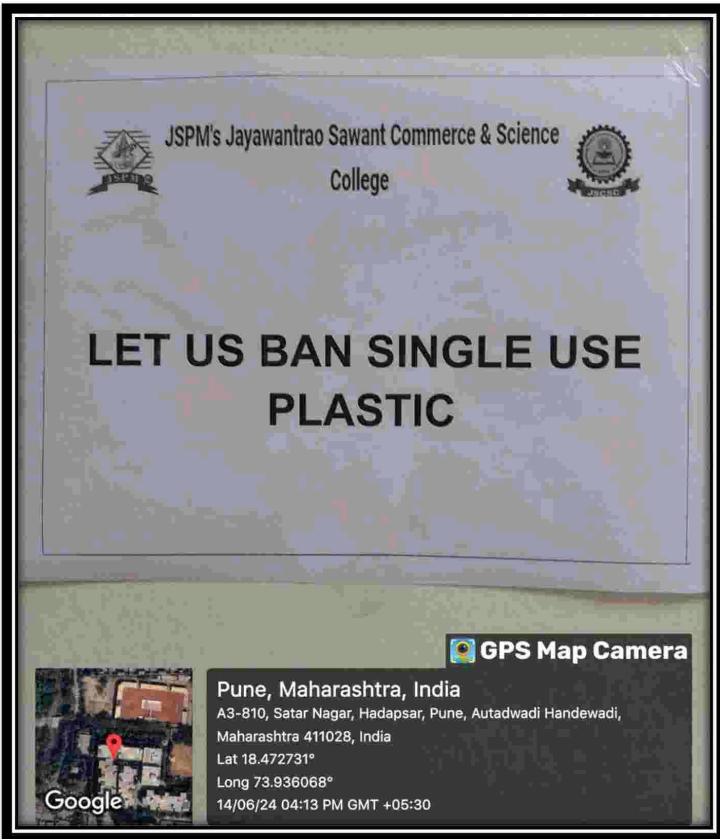 JSPM's Jayawantrao Sawant Commerce & Science
College
JSPM
JSCSC
LET US BAN SINGLE USE
PLASTIC
GPS Map Camera
Pune, Maharashtra, India
A3-810, Satar Nagar, Hadapsar, Pune, Autadwadi Handewadi,
Maharashtra 411028, India
Lat 18.472731°
Long 73.936068°
14/06/24 04:13 PM GMT +05:30
Google